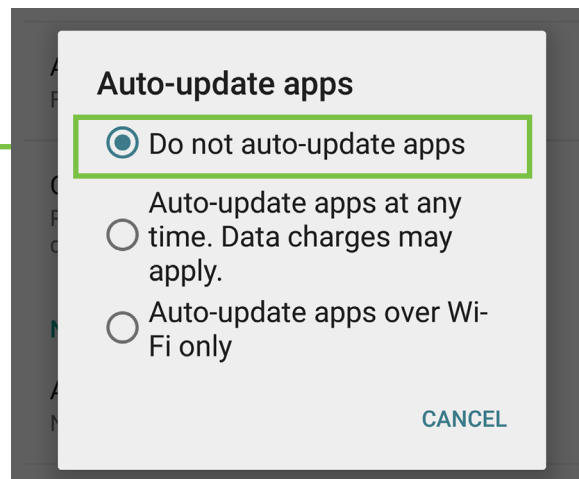 Auto-update apps
Do not auto-update apps
Auto-update apps at any
time. Data charges may
apply.
Auto-update apps over Wi-
Fi only
CANCEL